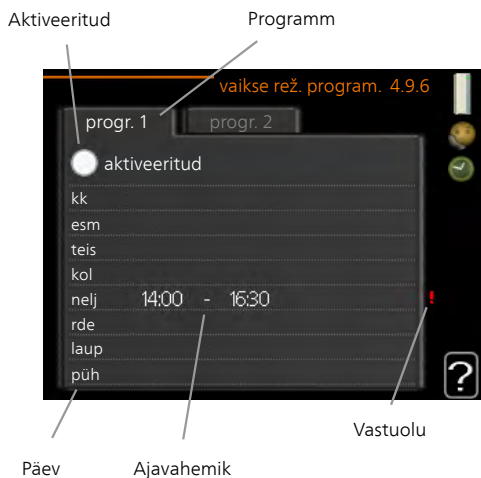 Aktiveeritud
Programm
vaikse rež. program. 4.9.6
progr. 1
progr. 2
aktiveeritud
kk
esm
teis
kol
nelj 14:00 - 16:30 !
rde
laup
püh
?
Vastuolu
Päev
Ajavahemik